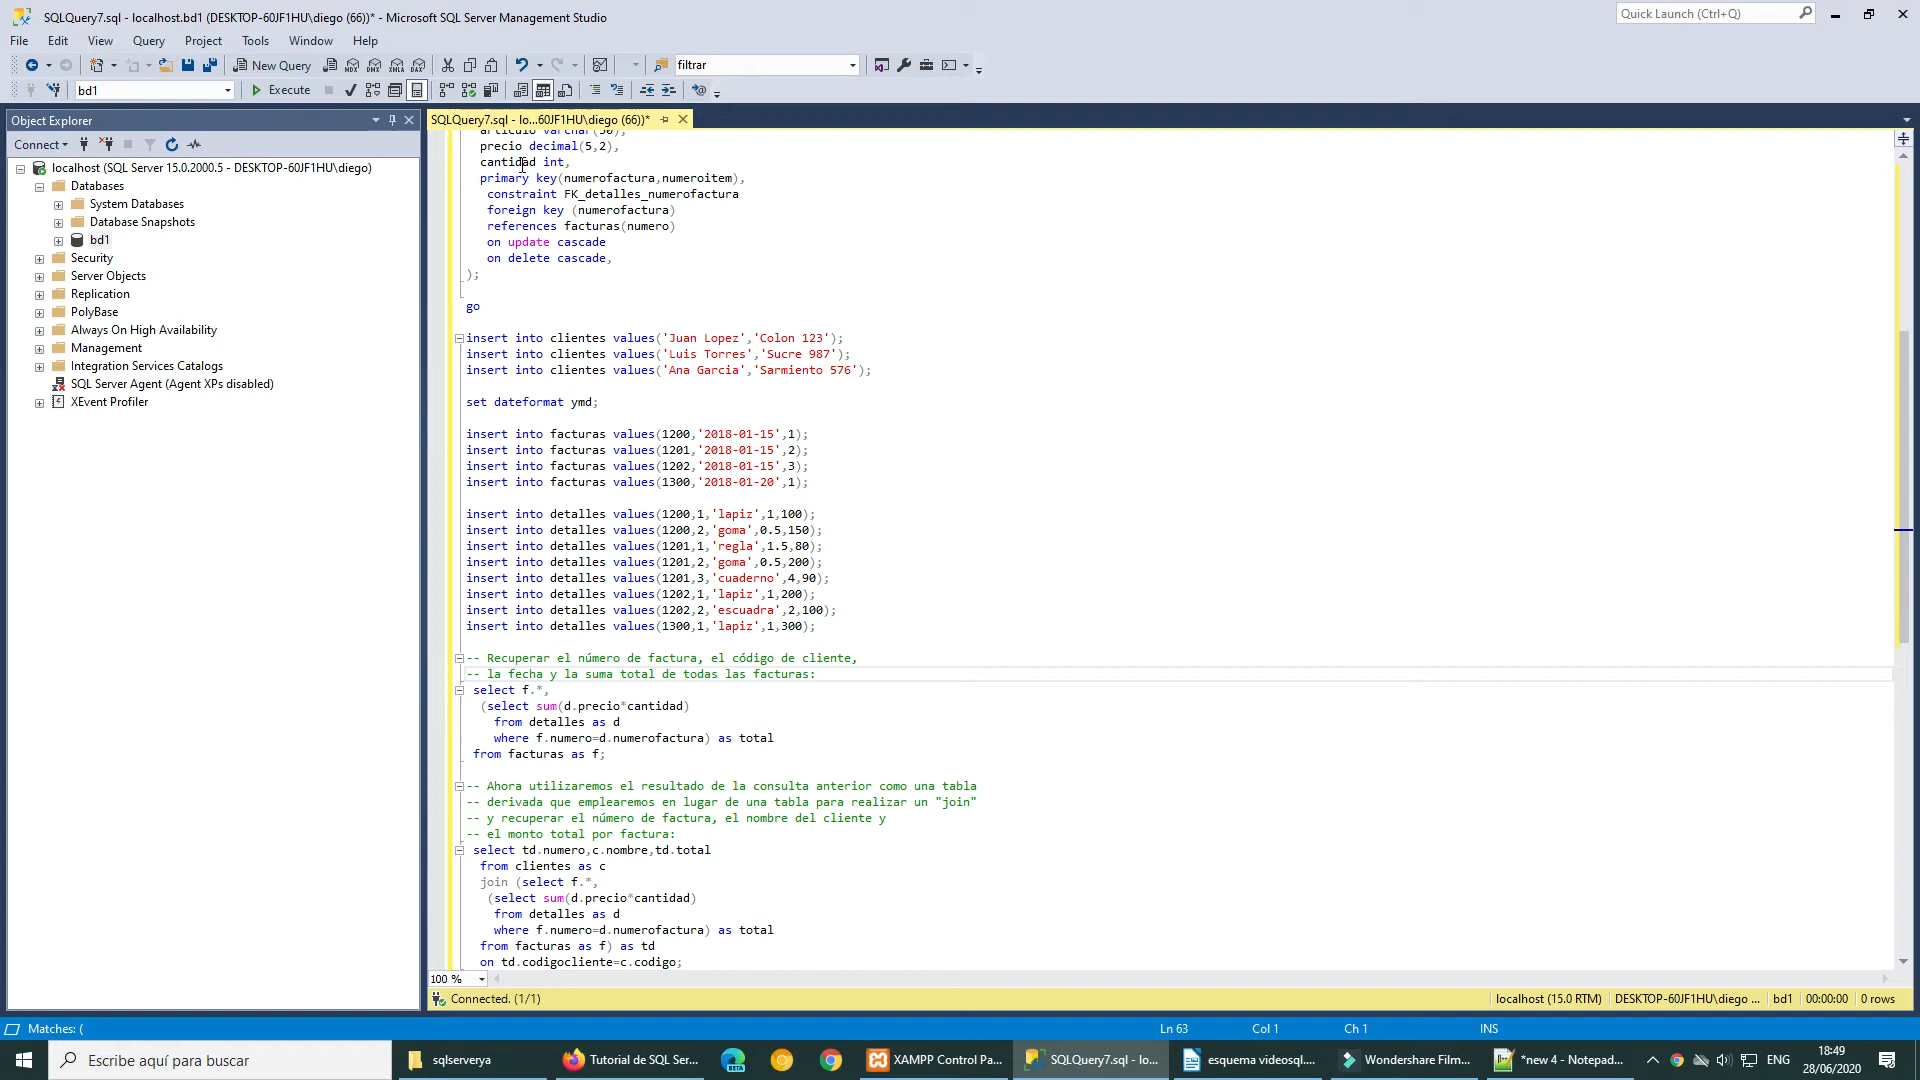 SQLQuery7.sql - localhost.bd1 (DESKTOP-60JF1HU\diego (66))* - Microsoft SQL Server Management Studio
Quick Launch (Ctrl+Q)
File Edit View Query Project Tools Window Help
New Query
filtrar
bd1
Execute
Object Explorer
SQLQuery7.sql - lo...60JF1HU\diego (66))*
Connect
localhost (SQL Server 15.0.2000.5 - DESKTOP-60JF1HU\diego)
Databases
System Databases
Database Snapshots
bd1
Security
Server Objects
Replication
PolyBase
Always On High Availability
Management
Integration Services Catalogs
SQL Server Agent (Agent XPs disabled)
XEvent Profiler
articulo varchar(30),
precio decimal(5,2),
cantidad int,
primary key(numerofactura,numeroitem),
constraint FK_detalles_numerofactura
foreign key (numerofactura)
references facturas(numero)
on update cascade
on delete cascade,
);
go
insert into clientes values('Juan Lopez','Colon 123');
insert into clientes values('Luis Torres','Sucre 987');
insert into clientes values('Ana Garcia','Sarmiento 576');
set dateformat ymd;
insert into facturas values(1200,'2018-01-15',1);
insert into facturas values(1201,'2018-01-15',2);
insert into facturas values(1202,'2018-01-15',3);
insert into facturas values(1300,'2018-01-20',1);
insert into detalles values(1200,1,'lapiz',1,100);
insert into detalles values(1200,2,'goma',0.5,150);
insert into detalles values(1201,1,'regla',1.5,80);
insert into detalles values(1201,2,'goma',0.5,200);
insert into detalles values(1201,3,'cuaderno',4,90);
insert into detalles values(1202,1,'lapiz',1,200);
insert into detalles values(1202,2,'escuadra',2,100);
insert into detalles values(1300,1,'lapiz',1,300);
-- Recuperar el número de factura, el código de cliente,
-- la fecha y la suma total de todas las facturas:
select f.*,
(select sum(d.precio*cantidad)
from detalles as d
where f.numero=d.numerofactura) as total
from facturas as f;
-- Ahora utilizaremos el resultado de la consulta anterior como una tabla
-- derivada que emplearemos en lugar de una tabla para realizar un "join"
-- y recuperar el número de factura, el nombre del cliente y
-- el monto total por factura:
select td.numero,c.nombre,td.total
from clientes as c
join (select f.*,
(select sum(d.precio*cantidad)
from detalles as d
where f.numero=d.numerofactura) as total
from facturas as f) as td
on td.codigocliente=c.codigo;
100 %
Connected. (1/1)
localhost (15.0 RTM) DESKTOP-60JF1HU\diego ... bd1 00:00:00 0 rows
Matches: (
Ln 63 Col 1 Ch 1 INS
Escribe aquí para buscar
sqlserverya
Tutorial de SQL Ser...
BETA
XAMPP Control Pa...
SQLQuery7.sql - lo...
esquema videosql....
Wondershare Film...
*new 4 - Notepad...
ENG
18:49
28/06/2020